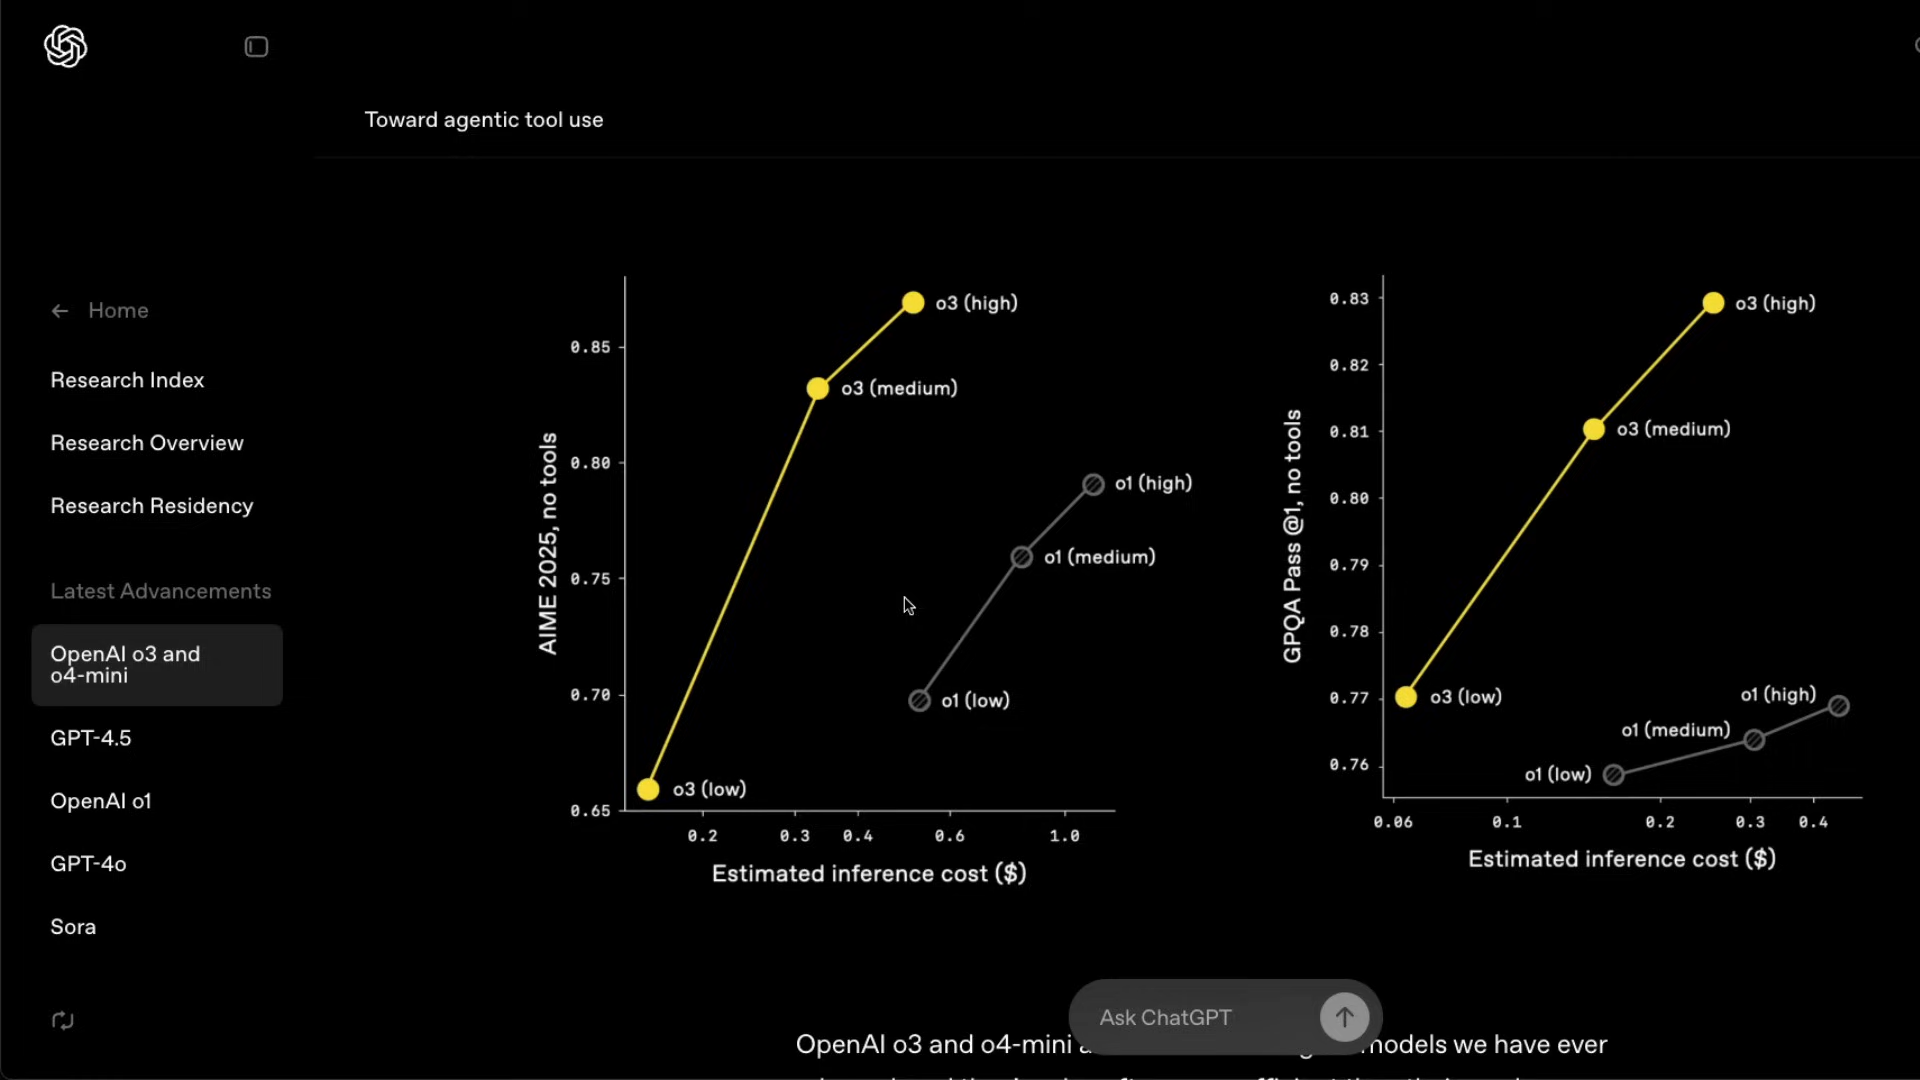 Toward agentic tool use
Home
Research Index
Research Overview
Research Residency
Latest Advancements
OpenAI o3 and
o4-mini
GPT-4.5
OpenAI o1
GPT-4o
Sora
AIME 2025, no tools
0.85
0.80
0.75
0.70
0.65
o3 (high)
o3 (medium)
o1 (high)
o1 (medium)
o1 (low)
o3 (low)
0.2 0.3 0.4 0.6 1.0
Estimated inference cost ($)
GPQA Pass @1, no tools
0.83
0.82
0.81
0.80
0.79
0.78
0.77
0.76
o3 (high)
o3 (medium)
o3 (low)
o1 (high)
o1 (medium)
o1 (low)
0.06 0.1 0.2 0.3 0.4
Estimated inference cost ($)
Ask ChatGPT
OpenAI o3 and o4-mini models we have ever